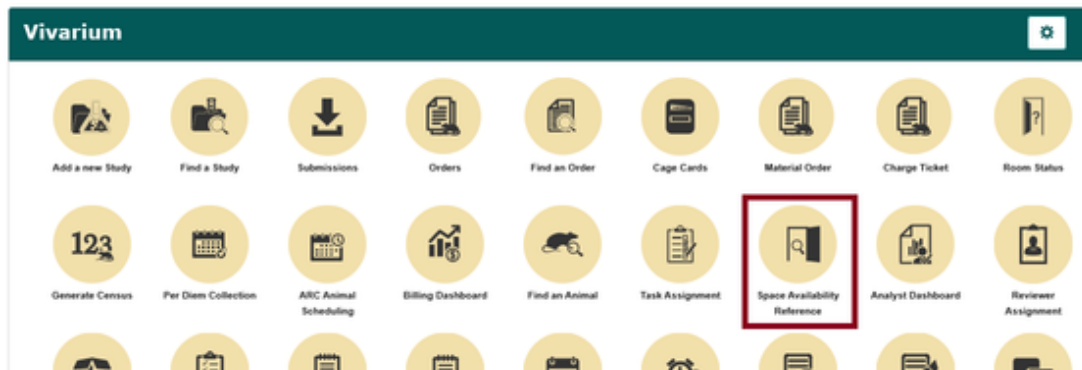 Vivarium
Add a new Study
Find a Study
Submissions
Orders
Find an Order
Cage Cards
Material Order
Charge Ticket
Room Status
?
123
Generate Census
Per Diem Collection
ARC Animal
Scheduling
Billing Dashboard
Find an Animal
Task Assignment
Space Availability
Reference
Analyst Dashboard
Reviewer
Assignment